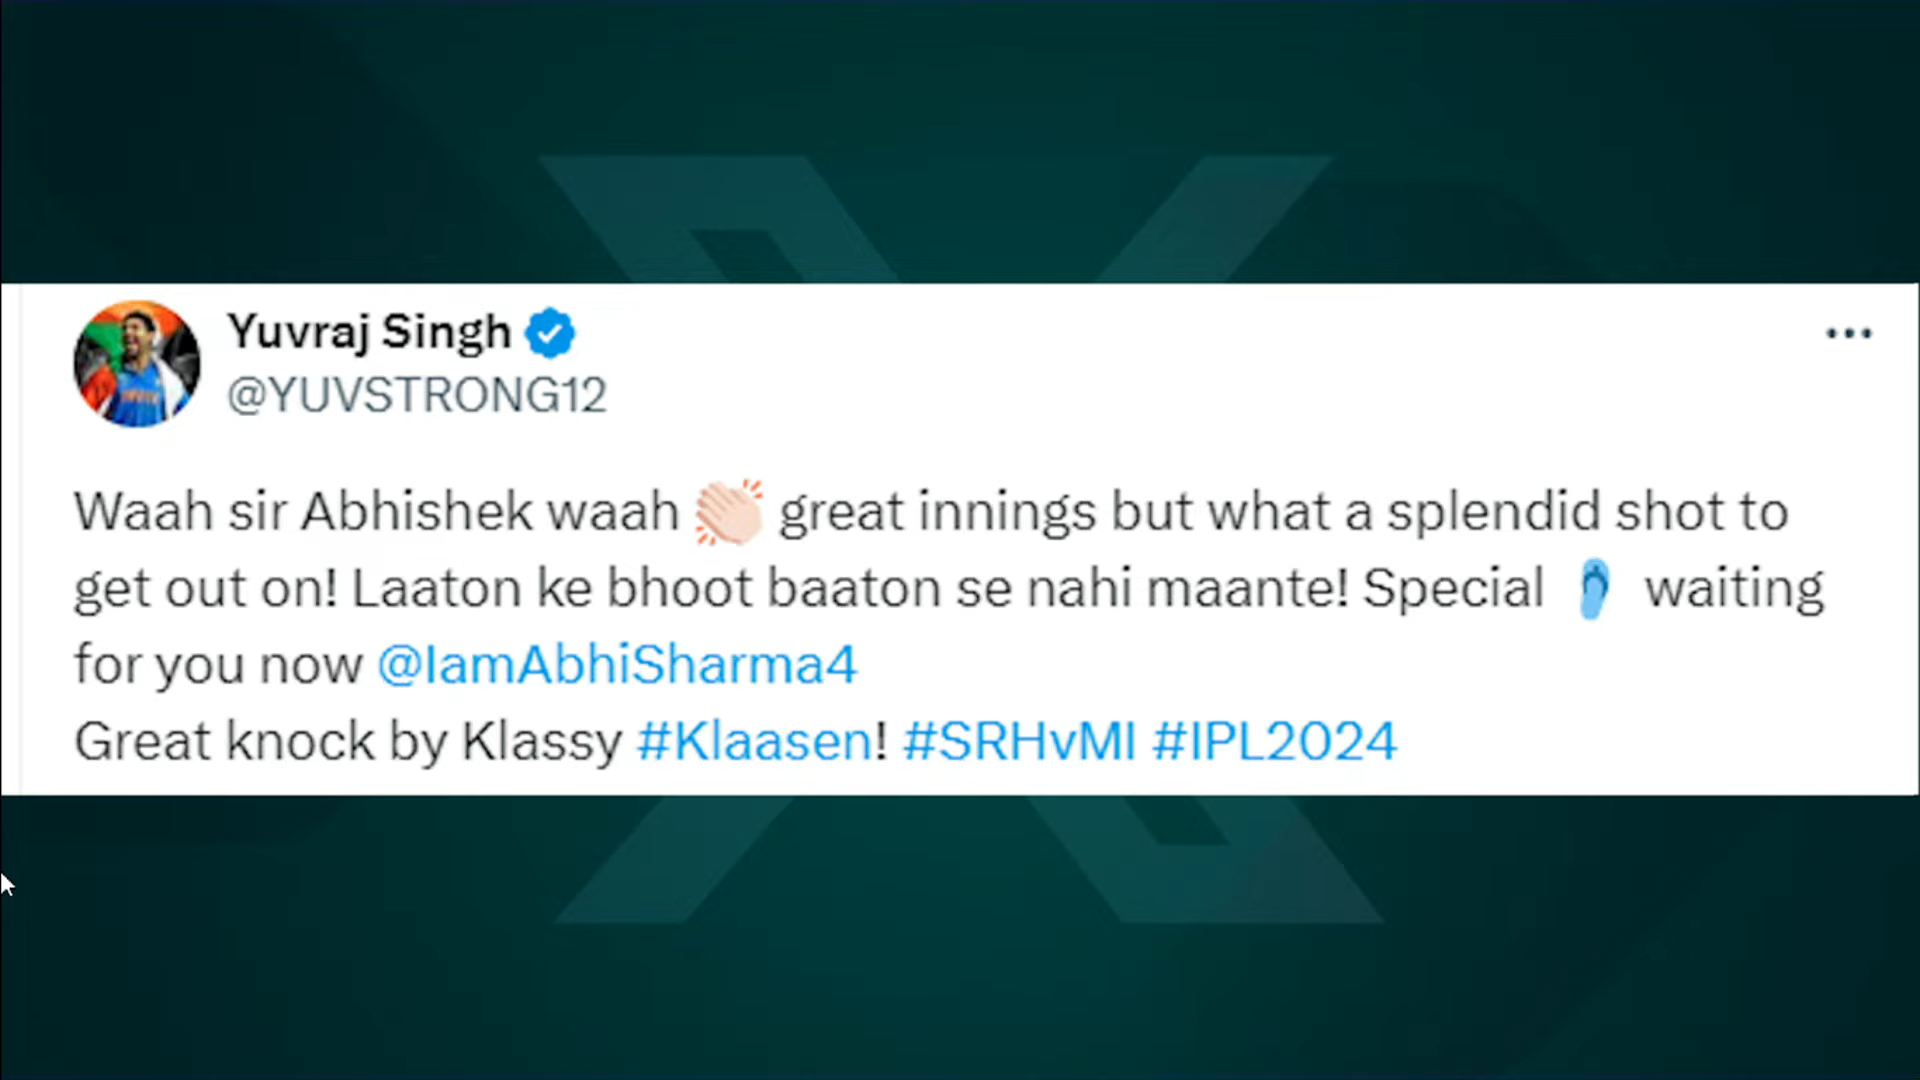 Yuvraj Singh
@YUVSTRONG12
Waah sir Abhishek waah 👏🏻 great innings but what a splendid shot to
get out on! Laaton ke bhoot baaton se nahi maante! Special 🩴 waiting
for you now @IamAbhiSharma4
Great knock by Klassy #Klaasen! #SRHvMI #IPL2024